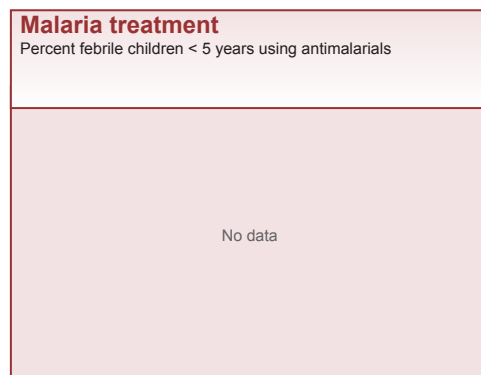 Malaria treatment
Percent febrile children < 5 years using antimalarials
No data